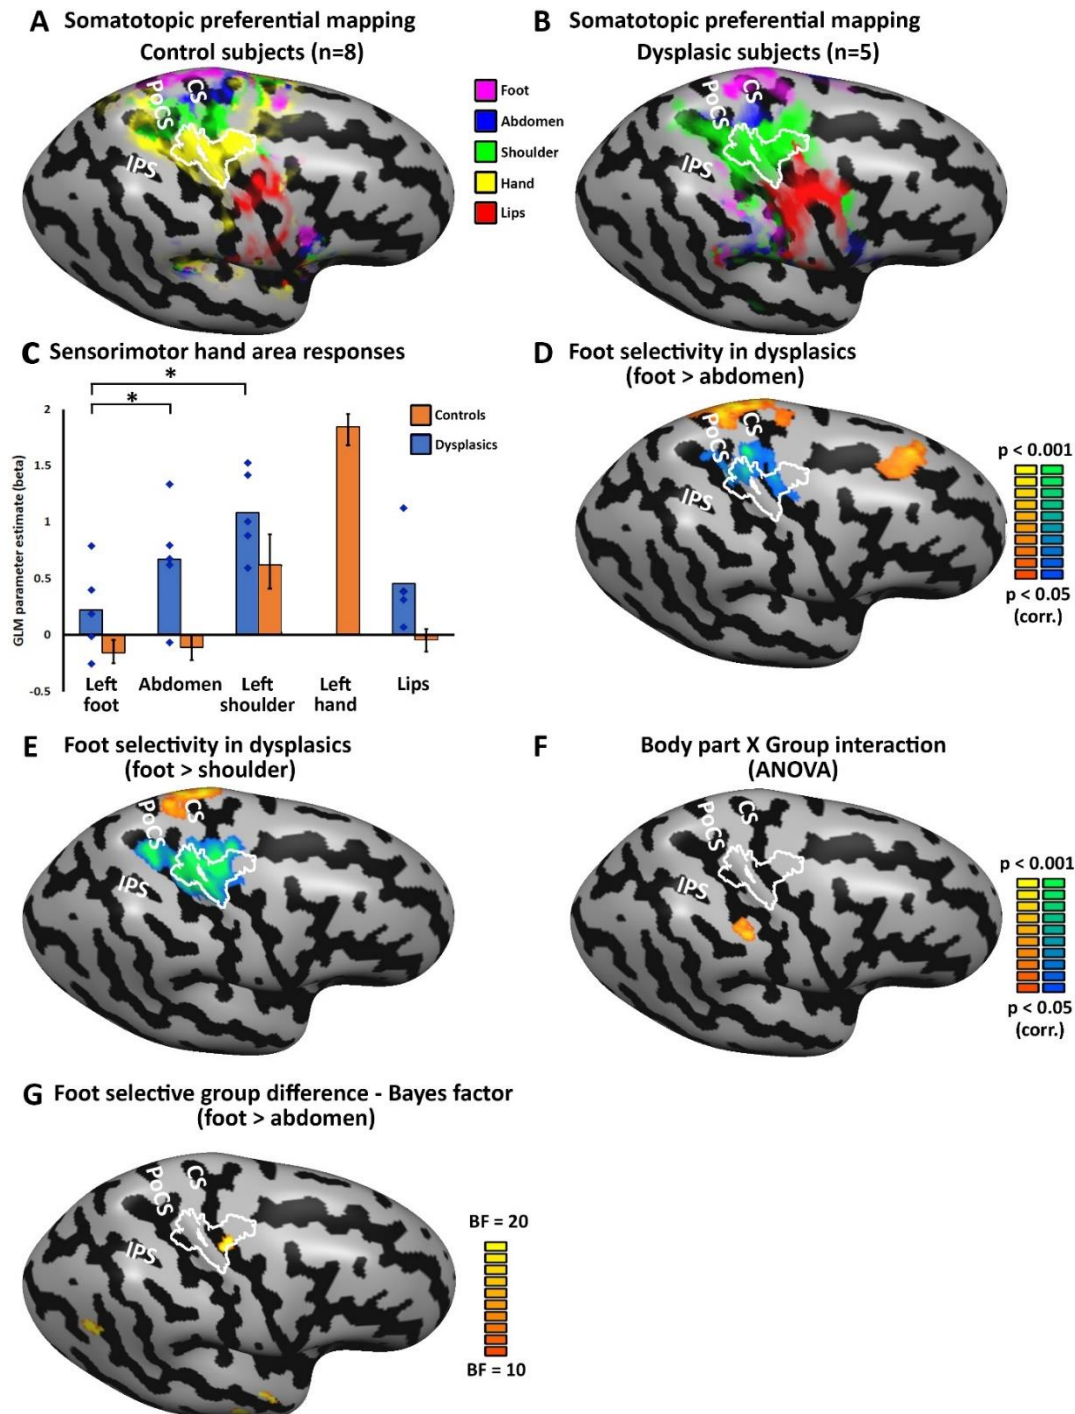 A Somatotopic preferential mapping
Control subjects (n=8)
B Somatotopic preferential mapping
Dysplasic subjects (n=5)
PoCS
CS
IPS
Foot
Abdomen
Shoulder
Hand
Lips
PoCS
CS
IPS
C Sensorimotor hand area responses
*
*
Controls
Dysplasics
GLM parameter estimate (beta)
2
1.5
1
0.5
0
-0.5
Left
foot
Abdomen
Left
shoulder
Left
hand
Lips
D Foot selectivity in dysplasics
(foot > abdomen)
PoCS
CS
IPS
p < 0.001
p < 0.05
(corr.)
E Foot selectivity in dysplasics
(foot > shoulder)
PoCS
CS
IPS
F Body part X Group interaction
(ANOVA)
PoCS
CS
IPS
p < 0.001
p < 0.05
(corr.)
G Foot selective group difference - Bayes factor
(foot > abdomen)
PoCS
CS
IPS
BF = 20
BF = 10